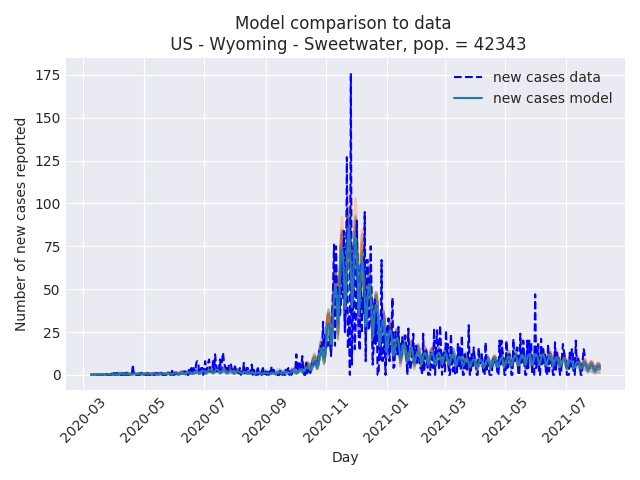 Model comparison to data
US - Wyoming - Sweetwater, pop. = 42343
new cases data
new cases model
Number of new cases reported
175
150
125
100
75
50
25
0
2020-03
2020-05
2020-07
2020-09
2020-11
2021-01
2021-03
2021-05
2021-07
Day